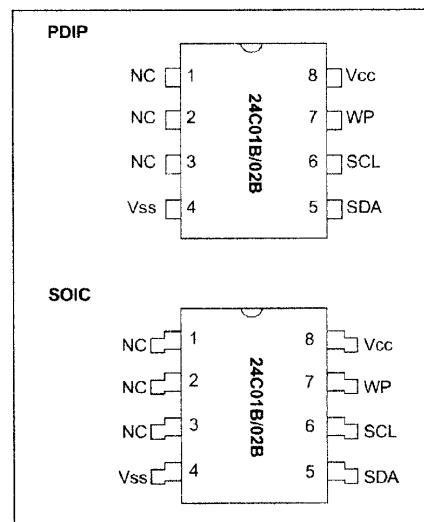 PDIP
NC 1 8 Vcc
NC 2 7 WP
NC 3 6 SCL
Vss 4 5 SDA
24C01B/02B
SOIC
NC 1 8 Vcc
NC 2 7 WP
NC 3 6 SCL
Vss 4 5 SDA
24C01B/02B